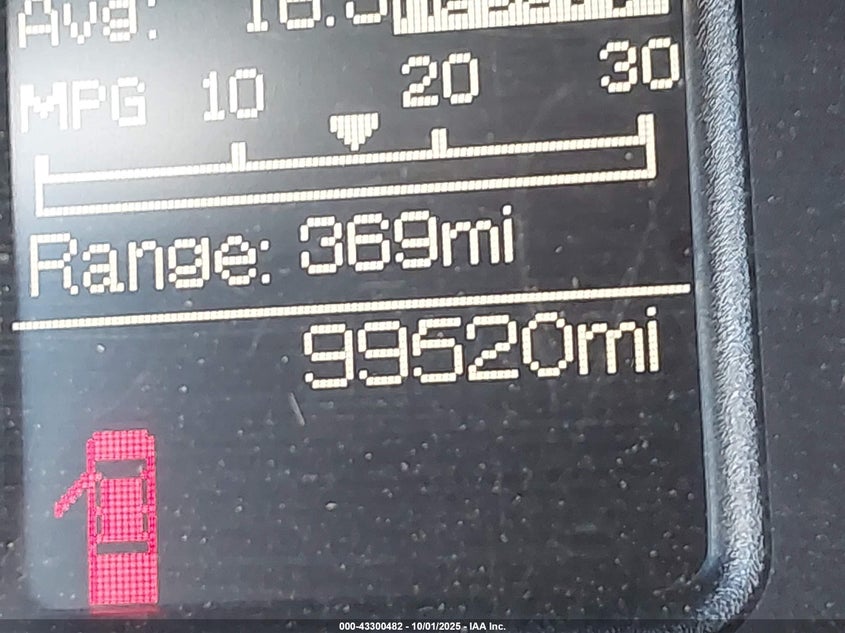 Avg:
MPG 10 20 30
Range: 369mi
99520mi
000-43300482 - 10/01/2025 - IAA Inc.